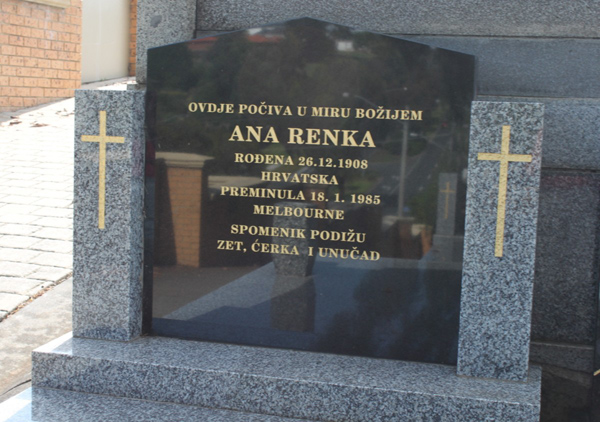 OVDJE POČIVA U MIRU BOŽIJEM
ANA RENKA
ROĐENA 26.12.1908
HRVATSKA
PREMINULA 18. 1. 1985
MELBOURNE
SPOMENIK PODIŽU
ZET, ĆERKA I UNUČAD